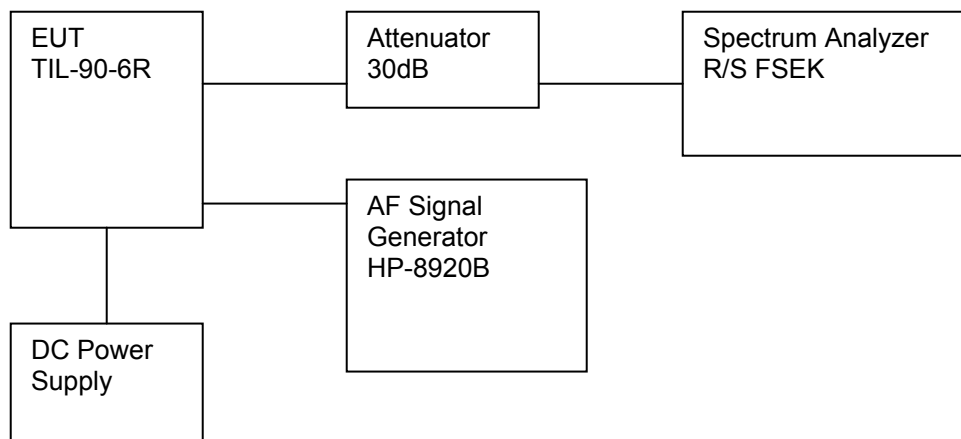 EUT
TIL-90-6R
Attenuator
30dB
Spectrum Analyzer
R/S FSEK
AF Signal
Generator
HP-8920B
DC Power
Supply